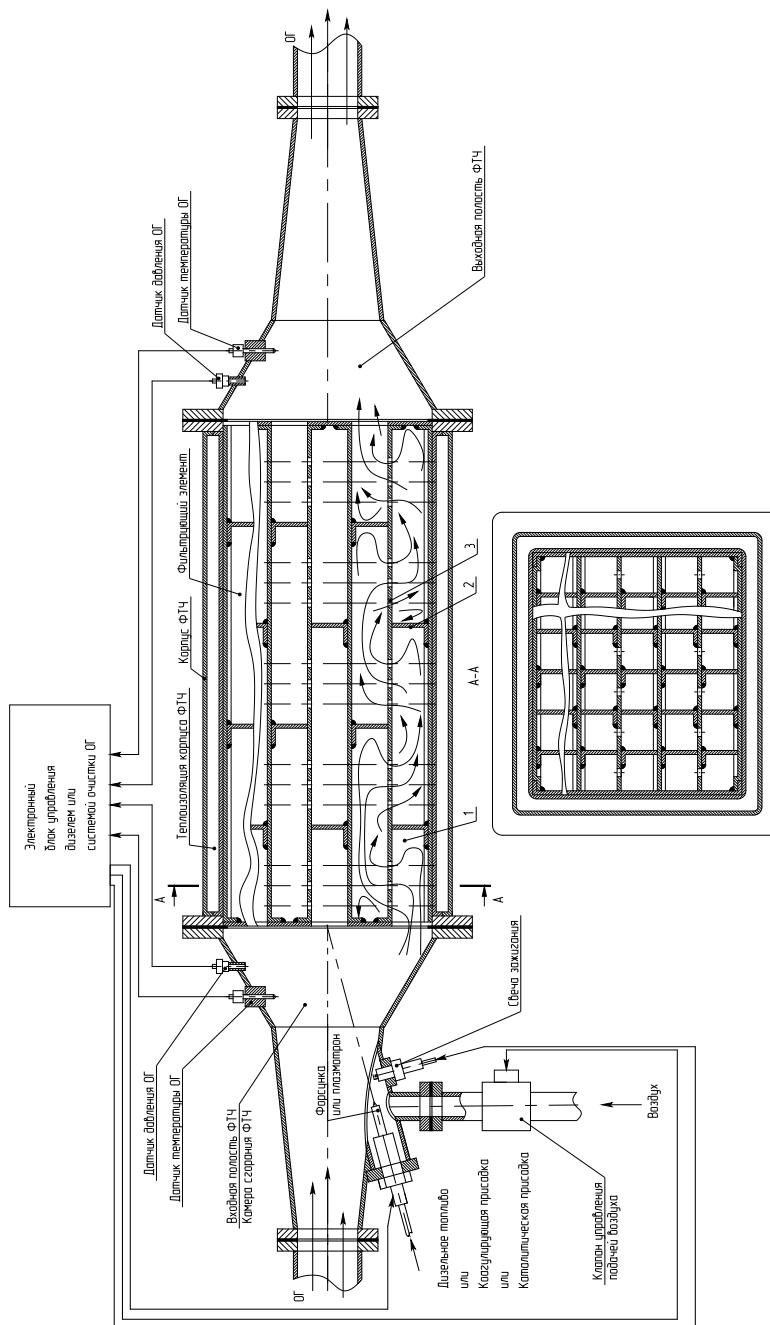 ОГ
Датчик давления ОГ
Датчик температуры ОГ
Выходная полость ФТЧ
Фильтрующий элемент
Корпус ФТЧ
Теплоизоляция корпуса ФТЧ
Электронный
блок управления
дизелем или
системой очистки ОГ
3
2
А-А
1
А
А
Датчик давления ОГ
Датчик температуры ОГ
Входная полость ФТЧ
Камера сгорания ФТЧ
Форсунка
или плазмотрон
Свеча зажигания
Воздух
Клапан управления
подачей воздуха
Дизельное топливо
или
Коагулирующая присадка
или
Каталитическая присадка
ОГ